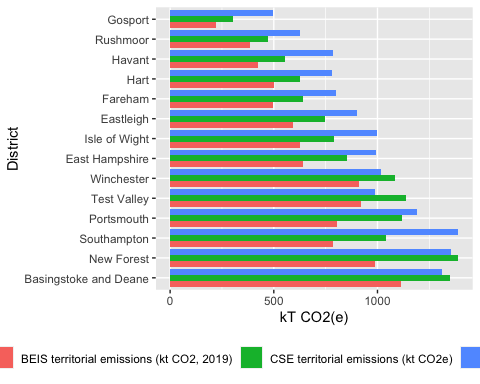 Gosport
Rushmoor
Havant
Hart
Fareham
Eastleigh
Isle of Wight
East Hampshire
Winchester
Test Valley
Portsmouth
Southampton
New Forest
Basingstoke and Deane
District
0 500 1000
kT CO2(e)
BEIS territorial emissions (kt CO2, 2019) CSE territorial emissions (kt CO2e)